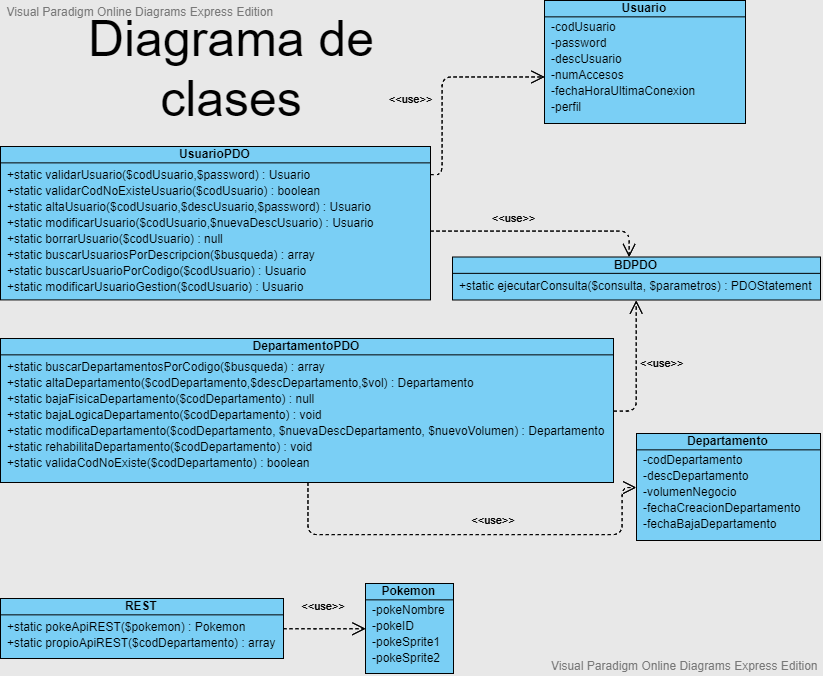 Visual Paradigm Online Diagrams Express Edition
Diagrama de
clases
Usuario
-codUsuario
-password
-descUsuario
-numAccesos
-fechaHoraUltimaConexion
-perfil
<<use>>
UsuarioPDO
+static validarUsuario($codUsuario,$password) : Usuario
+static validarCodNoExisteUsuario($codUsuario) : boolean
+static altaUsuario($codUsuario,$descUsuario,$password) : Usuario
+static modificarUsuario($codUsuario,$nuevaDescUsuario) : Usuario
+static borrarUsuario($codUsuario) : null
+static buscarUsuariosPorDescripcion($busqueda) : array
+static buscarUsuarioPorCodigo($codUsuario) : Usuario
+static modificarUsuarioGestion($codUsuario) : Usuario
<<use>>
BDPDO
+static ejecutarConsulta($consulta, $parametros) : PDOStatement
DepartamentoPDO
+static buscarDepartamentosPorCodigo($busqueda) : array
+static altaDepartamento($codDepartamento,$descDepartamento,$vol) : Departamento
+static bajaFisicaDepartamento($codDepartamento) : null
+static bajaLogicaDepartamento($codDepartamento) : void
+static modificaDepartamento($codDepartamento, $nuevaDescDepartamento, $nuevoVolumen) : Departamento
+static rehabilitaDepartamento($codDepartamento) : void
+static validaCodNoExiste($codDepartamento) : boolean
<<use>>
Departamento
-codDepartamento
-descDepartamento
-volumenNegocio
-fechaCreacionDepartamento
-fechaBajaDepartamento
<<use>>
REST
+static pokeApiREST($pokemon) : Pokemon
+static propioApiREST($codDepartamento) : array
<<use>>
Pokemon
-pokeNombre
-pokeID
-pokeSprite1
-pokeSprite2
Visual Paradigm Online Diagrams Express Edition